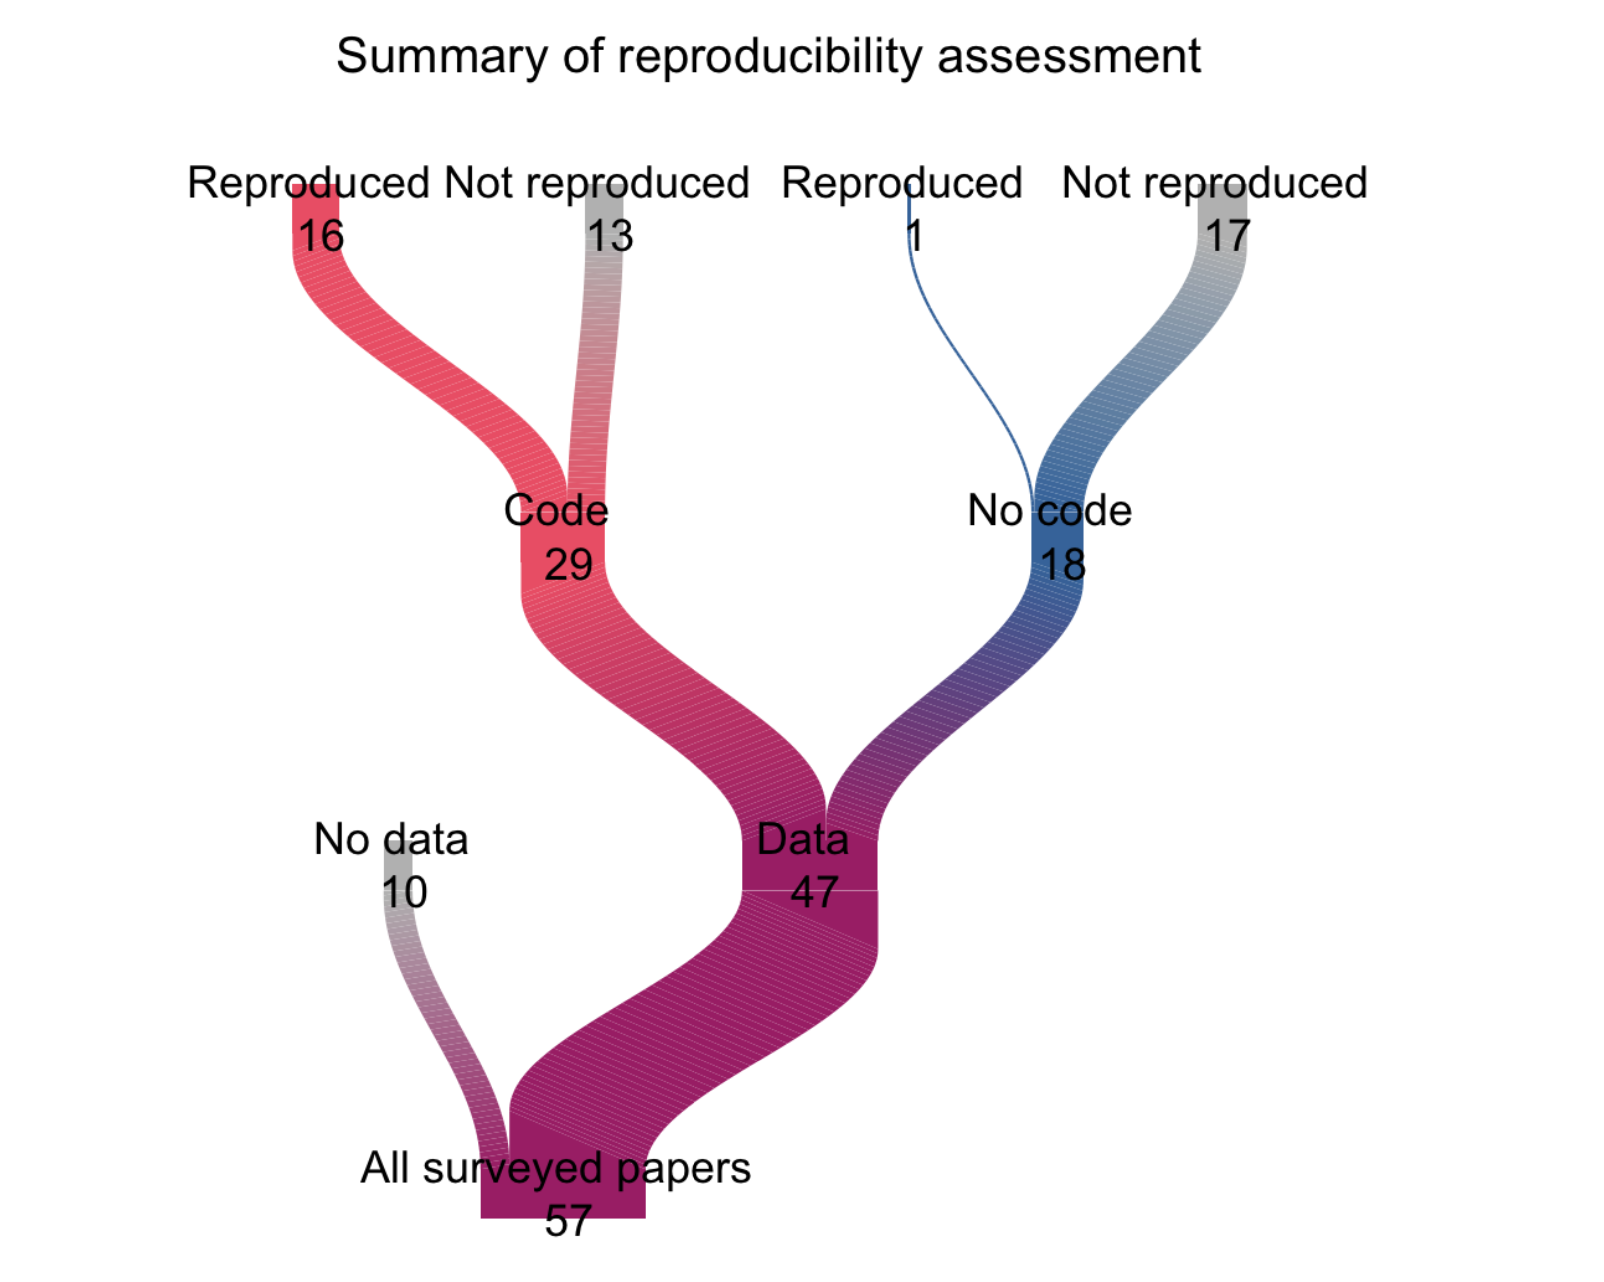 Summary of reproducibility assessment
Reproduced Not reproduced Reproduced Not reproduced
16 13 1 17
Code No code
29 18
No data Data
10 47
All surveyed papers
57